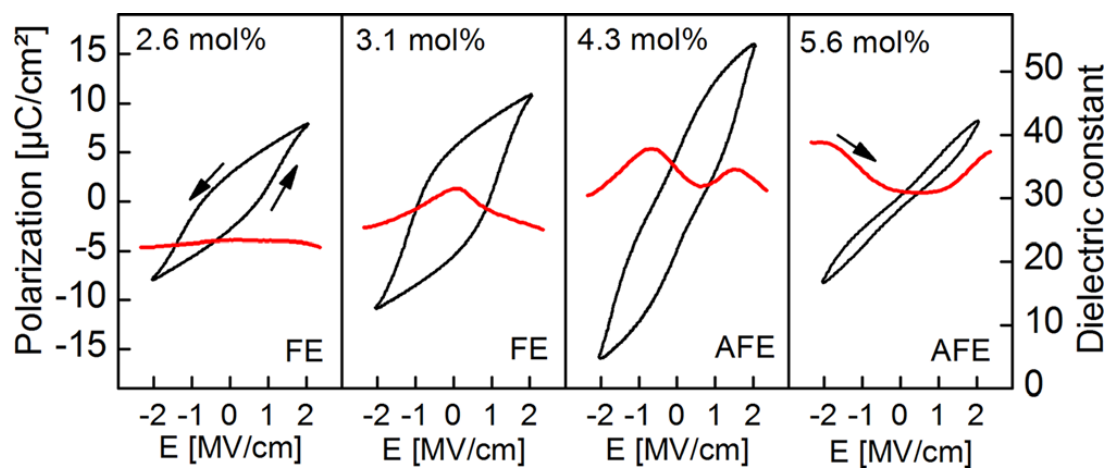 2.6 mol% 3.1 mol% 4.3 mol% 5.6 mol%
Polarization [µC/cm²]
15
10
5
0
-5
-10
-15
FE FE AFE AFE
50
40
30
20
10
0
Dielectric constant
-2 -1 0 1 2 -2 -1 0 1 2 -2 -1 0 1 2 -2 -1 0 1 2
E [MV/cm] E [MV/cm] E [MV/cm] E [MV/cm]